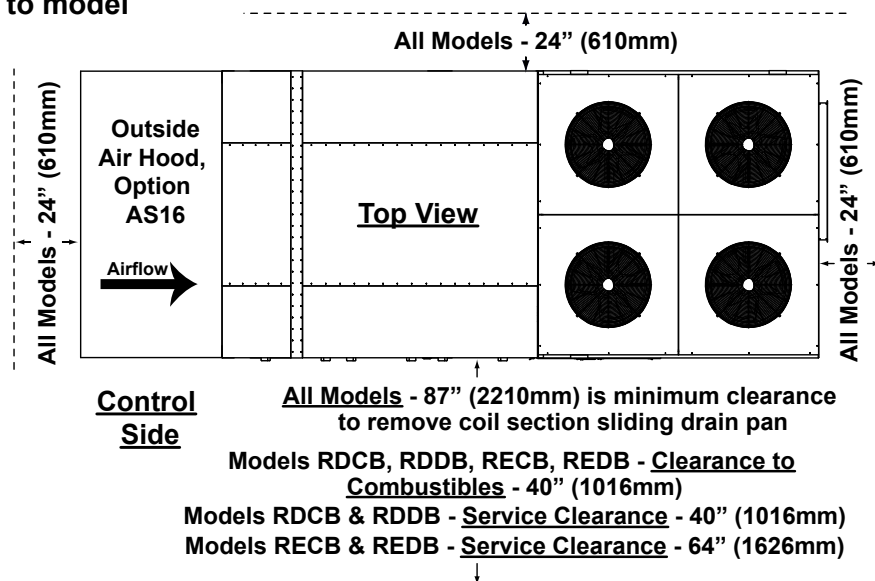 to model
All Models - 24” (610mm)
All Models - 24” (610mm)
Outside
Air Hood,
Option
AS16
Airflow
Top View
All Models - 24” (610mm)
Control
Side
All Models - 87” (2210mm) is minimum clearance
to remove coil section sliding drain pan
Models RDCB, RDDB, RECB, REDB - Clearance to
Combustibles - 40” (1016mm)
Models RDCB & RDDB - Service Clearance - 40” (1016mm)
Models RECB & REDB - Service Clearance - 64” (1626mm)